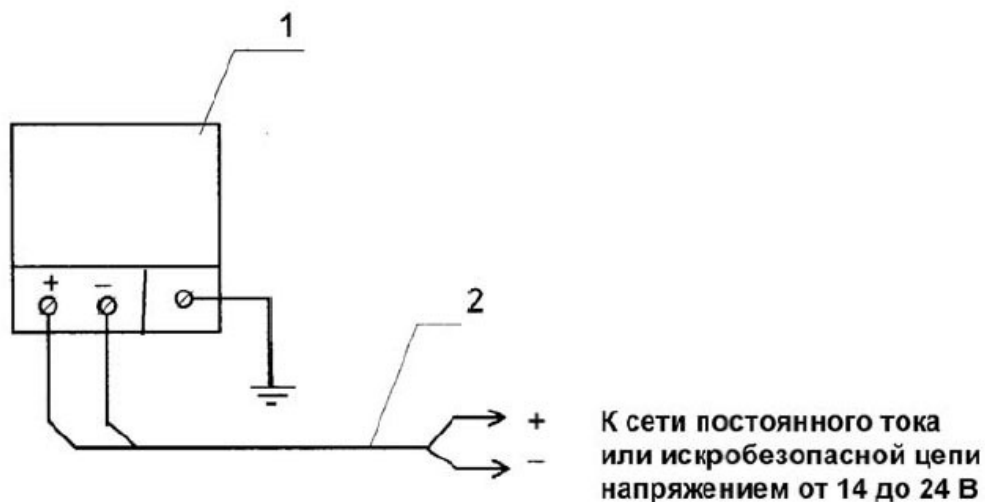 1
+ −
2
+ К сети постоянного тока
или искробезопасной цепи
− напряжением от 14 до 24 В